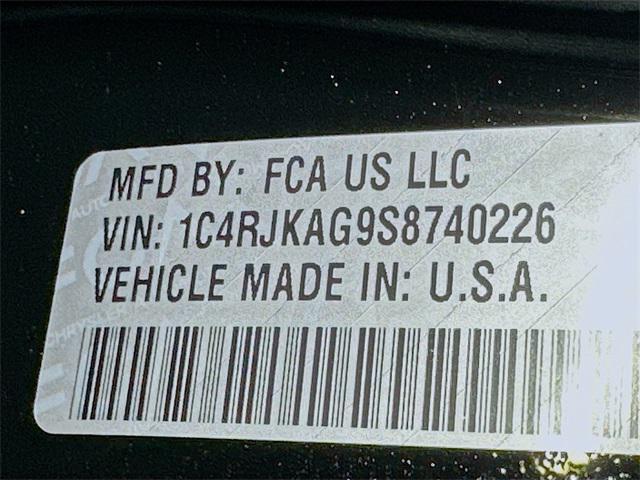 MFD BY: FCA US LLC
VIN: 1C4RJKAG9S8740226
VEHICLE MADE IN: U.S.A.